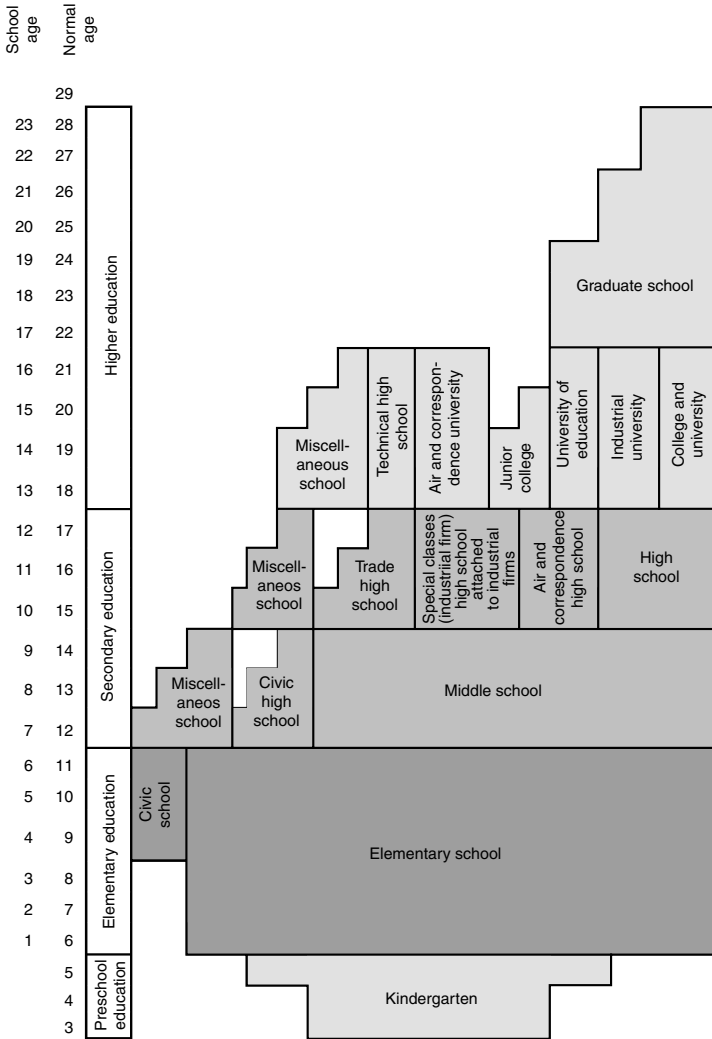 School
age
Normal
age
29
23 28
22 27
21 26
20 25
19 24
18 23
17 22
16 21
15 20
14 19
13 18
12 17
11 16
10 15
9 14
8 13
7 12
6 11
5 10
4 9
3 8
2 7
1 6
5
4
3
Higher education
Secondary education
Elementary education
Preschool
education
Graduate school
Miscell-
aneous
school
Technical high
school
Air and correspon-
dence university
Junior
college
University of
education
Industrial
university
College and
university
Miscell-
aneos
school
Trade
high
school
Special classes
(industriial firm)
high school
attached
to industrial
firms
Air and
correspondence
high school
High
school
Miscell-
aneos
school
Civic
high
school
Middle school
Civic
school
Elementary school
Kindergarten